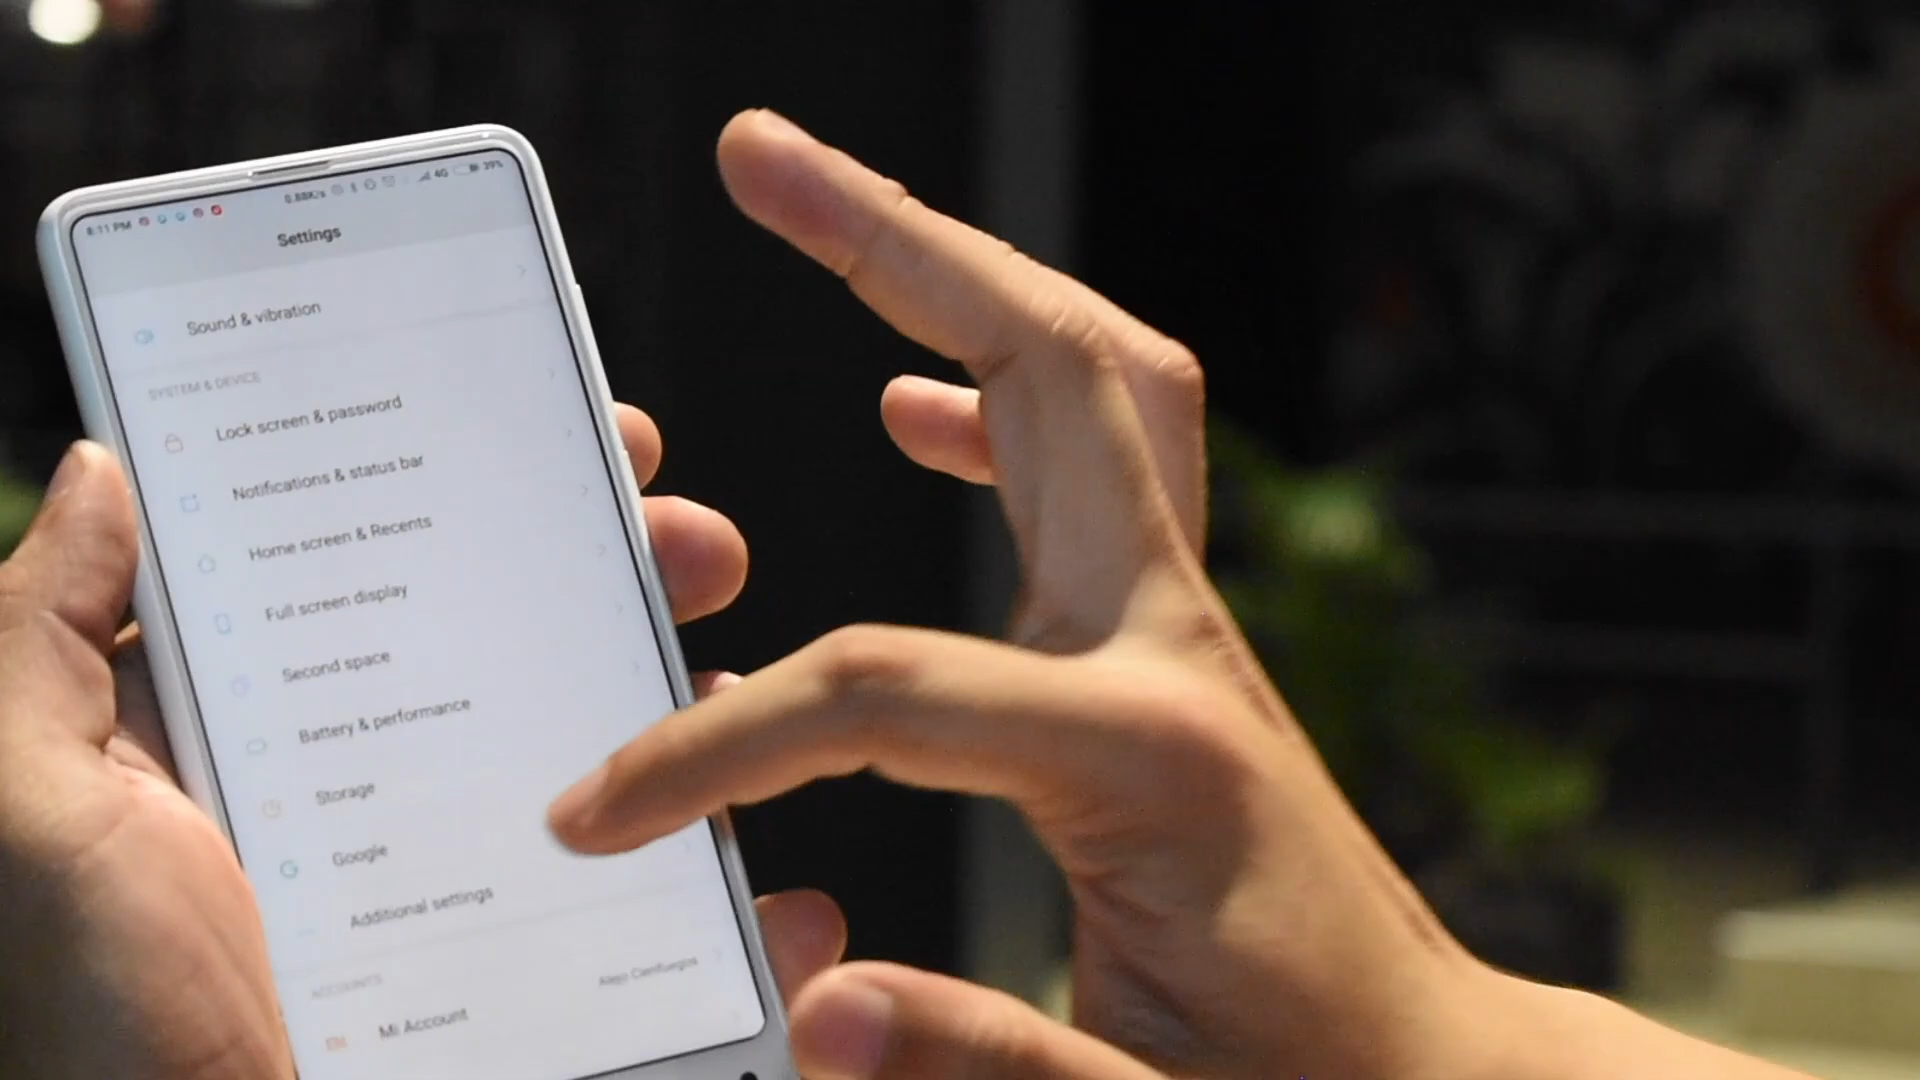 8:11 PM 0.88K/s 4G 39%
Settings
Sound & vibration
SYSTEM & DEVICE
Lock screen & password
Notifications & status bar
Home screen & Recents
Full screen display
Second space
Battery & performance
Storage
Google
Additional settings
ACCOUNTS
Mi Account Alejo Cienfuegos